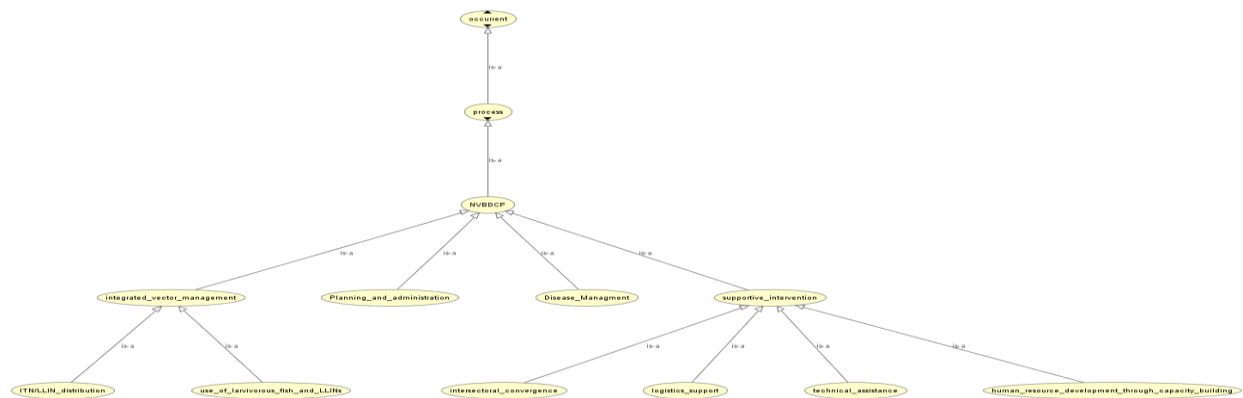 occurrent
is-a
process
is-a
NVBDCP
is-a is-a is-a is-a
integrated_vector_management Planning_and_administration Disease_Managment supportive_intervention
is-a is-a is-a is-a is-a is-a
ITN/LLIN_distribution use_of_larvivorous_fish_and_LLINs intersectoral_convergence logistics_support technical_assistance human_resource_development_through_capacity_building